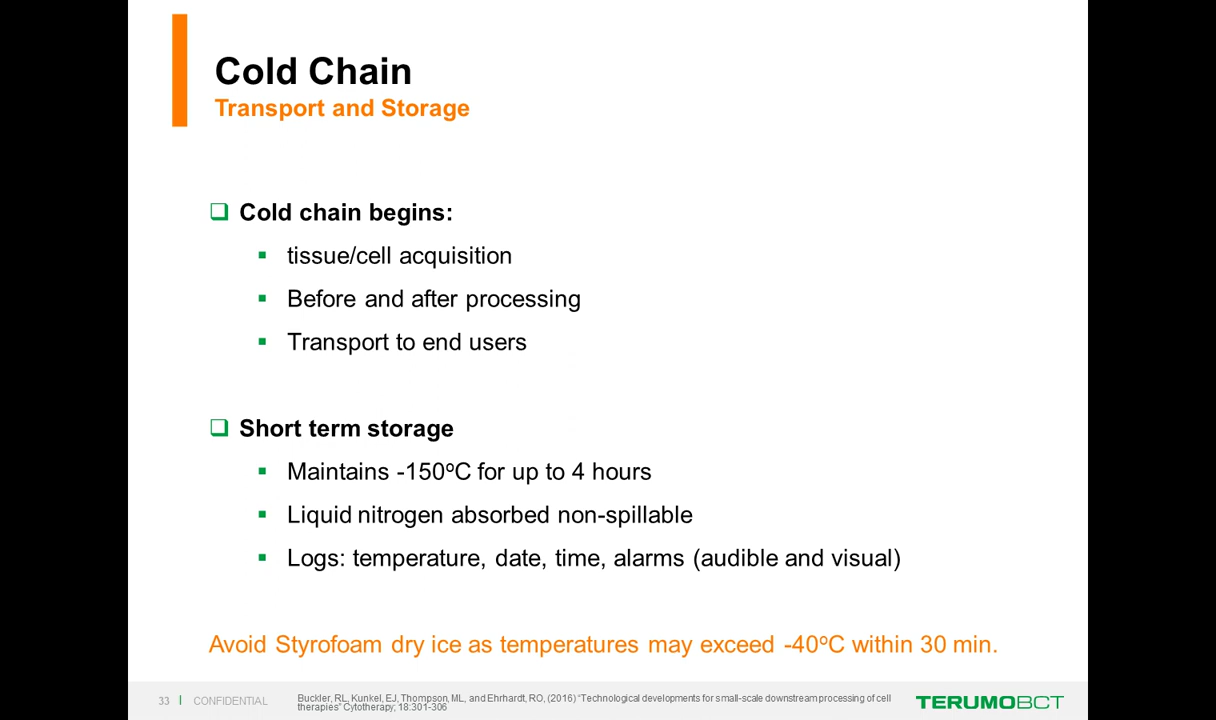 Cold Chain
Transport and Storage
Cold chain begins:
tissue/cell acquisition
Before and after processing
Transport to end users
Short term storage
Maintains -150ºC for up to 4 hours
Liquid nitrogen absorbed non-spillable
Logs: temperature, date, time, alarms (audible and visual)
Avoid Styrofoam dry ice as temperatures may exceed -40ºC within 30 min.
33 | CONFIDENTIAL
Buckler, RL, Kunkel, EJ, Thompson, ML, and Ehrhardt, RO, (2016) “Technological developments for small-scale downstream processing of cell
therapies” Cytotherapy; 18:301-306
TERUMOBCT